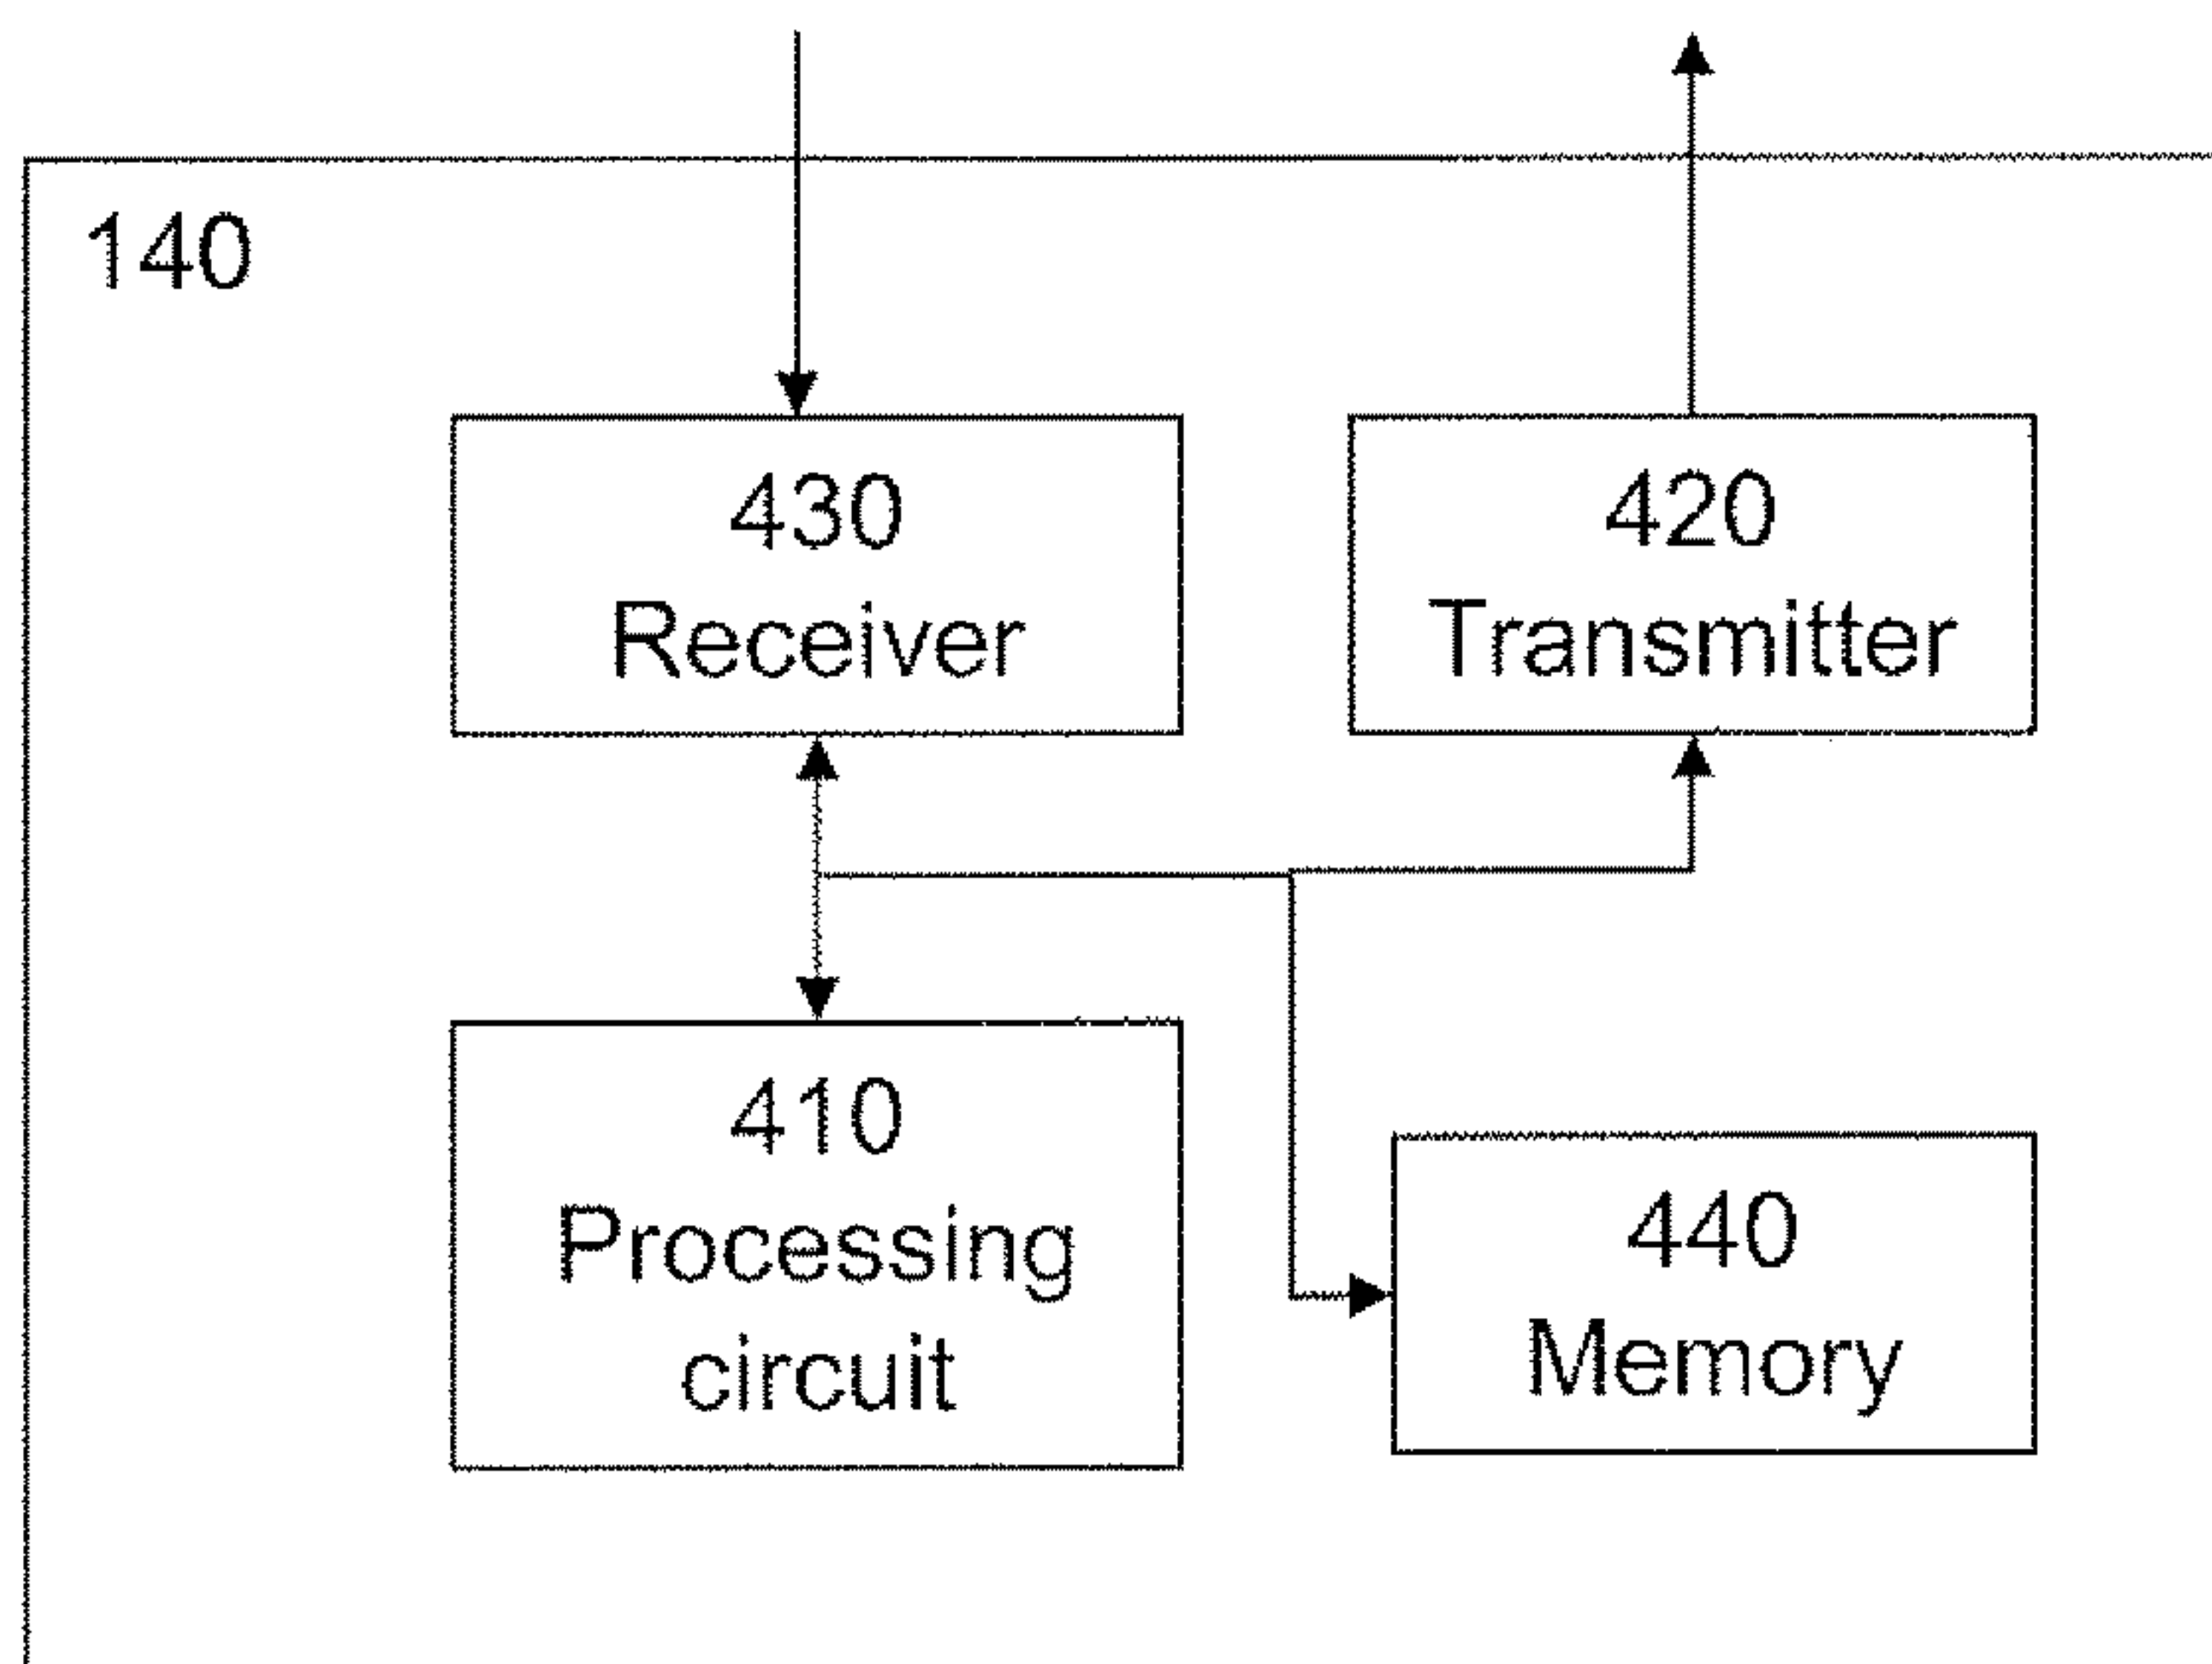 140
430
Receiver
420
Transmitter
410
Processing
circuit
440
Memory